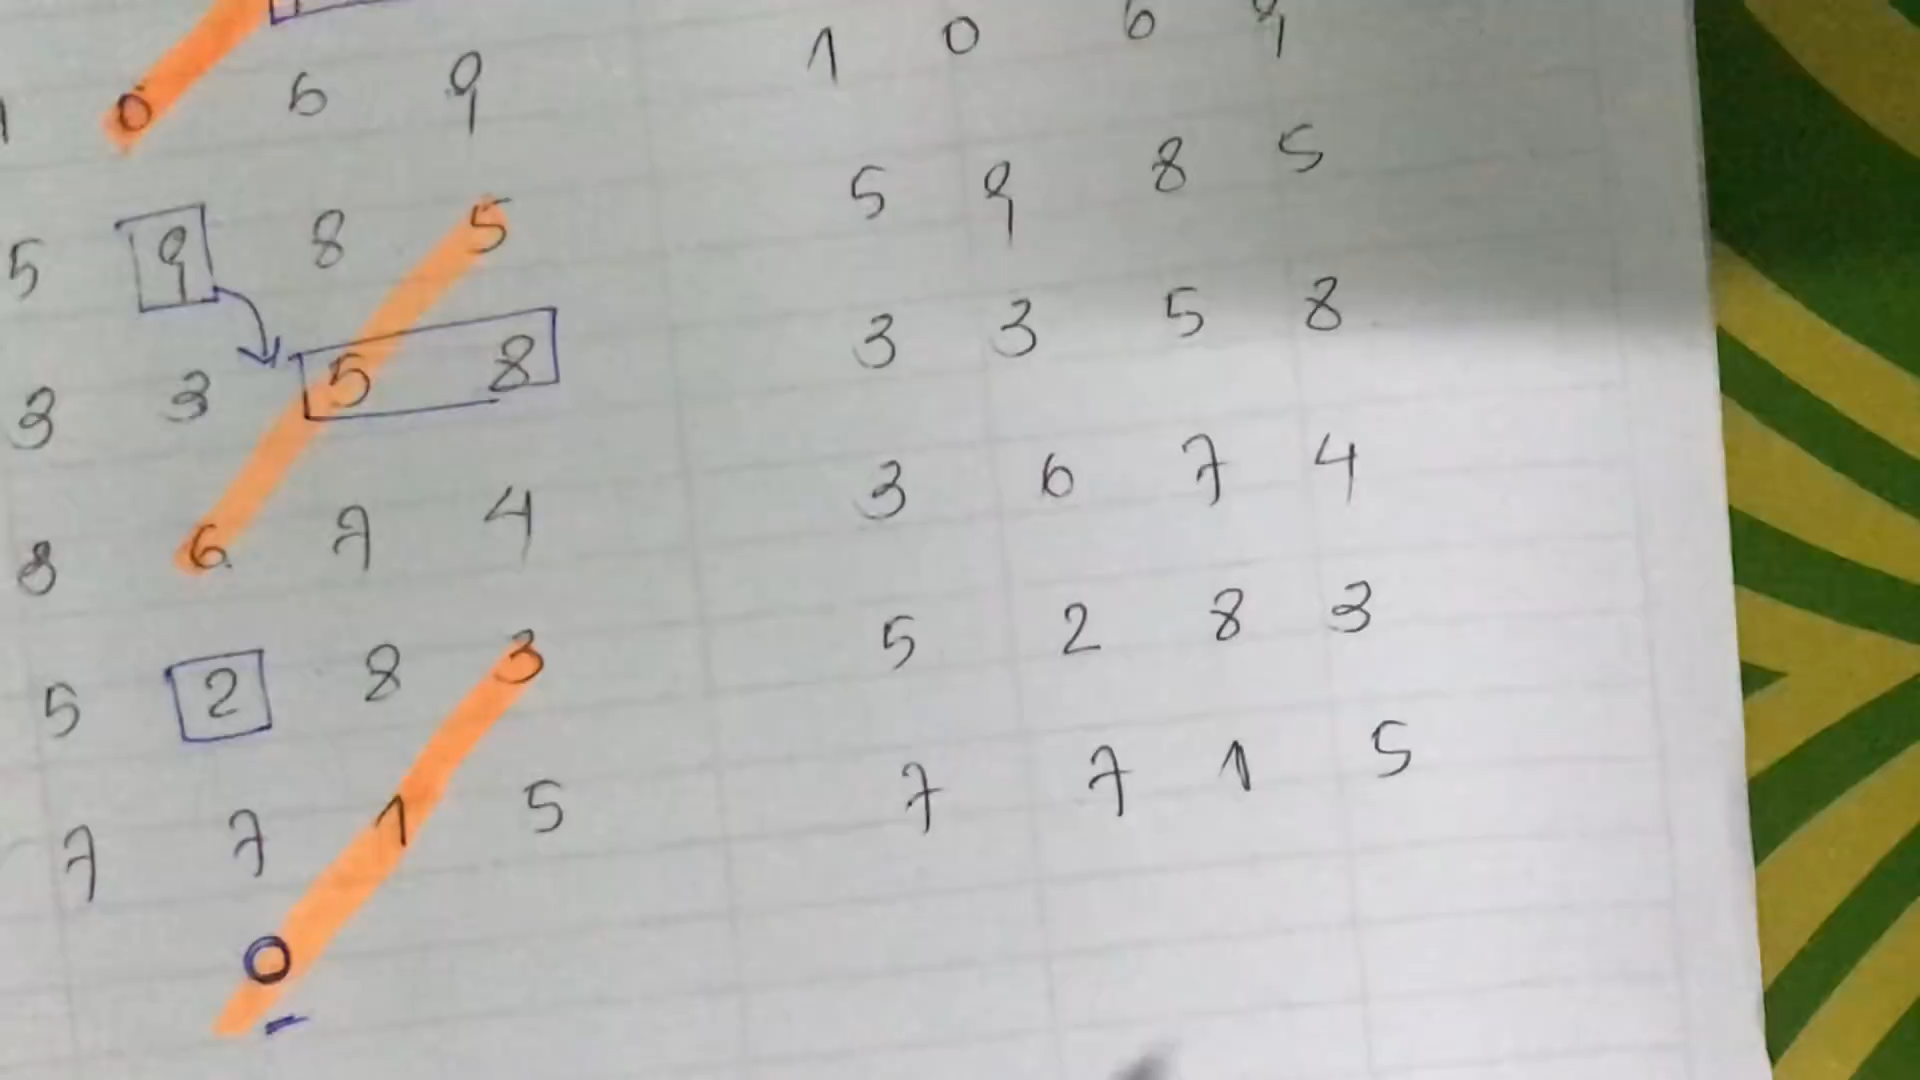 1 0 6 9 1 0 6 9
5 9 8 5 5 9 8 5
3 3 5 8 3 3 5 8
8 6 7 4 3 6 7 4
5 2 8 3 5 2 8 3
7 7 1 5 7 7 1 5
0